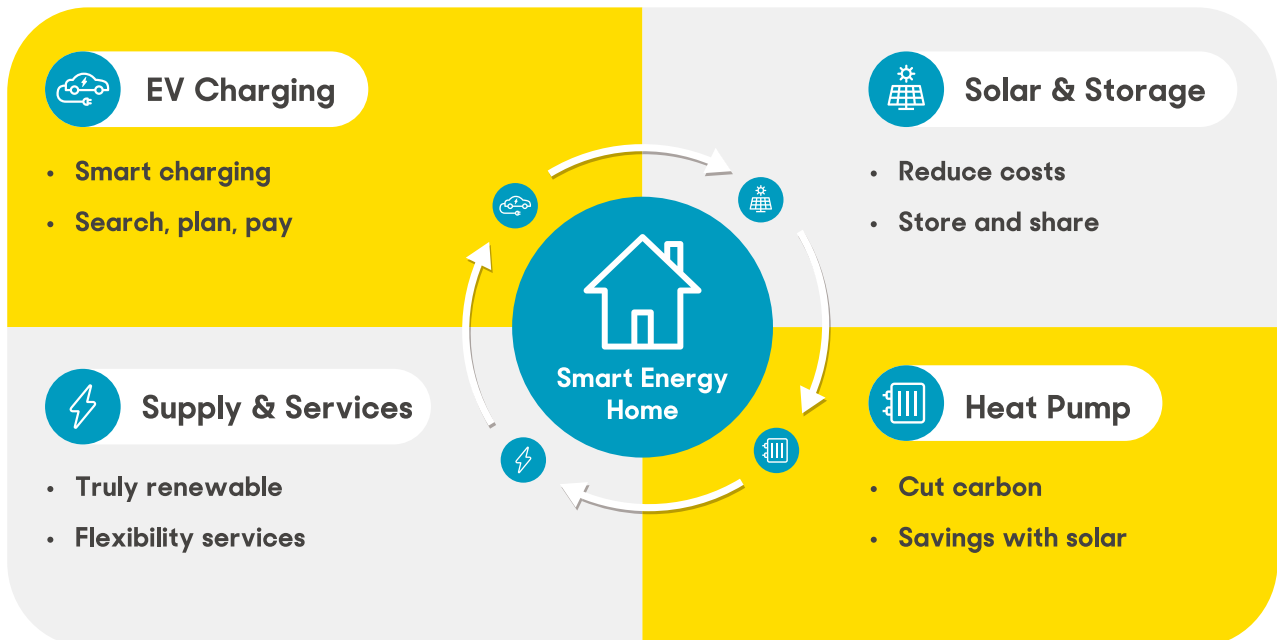 EV Charging
• Smart charging
• Search, plan, pay
Solar & Storage
• Reduce costs
• Store and share
Smart Energy
Home
Supply & Services
• Truly renewable
• Flexibility services
Heat Pump
• Cut carbon
• Savings with solar